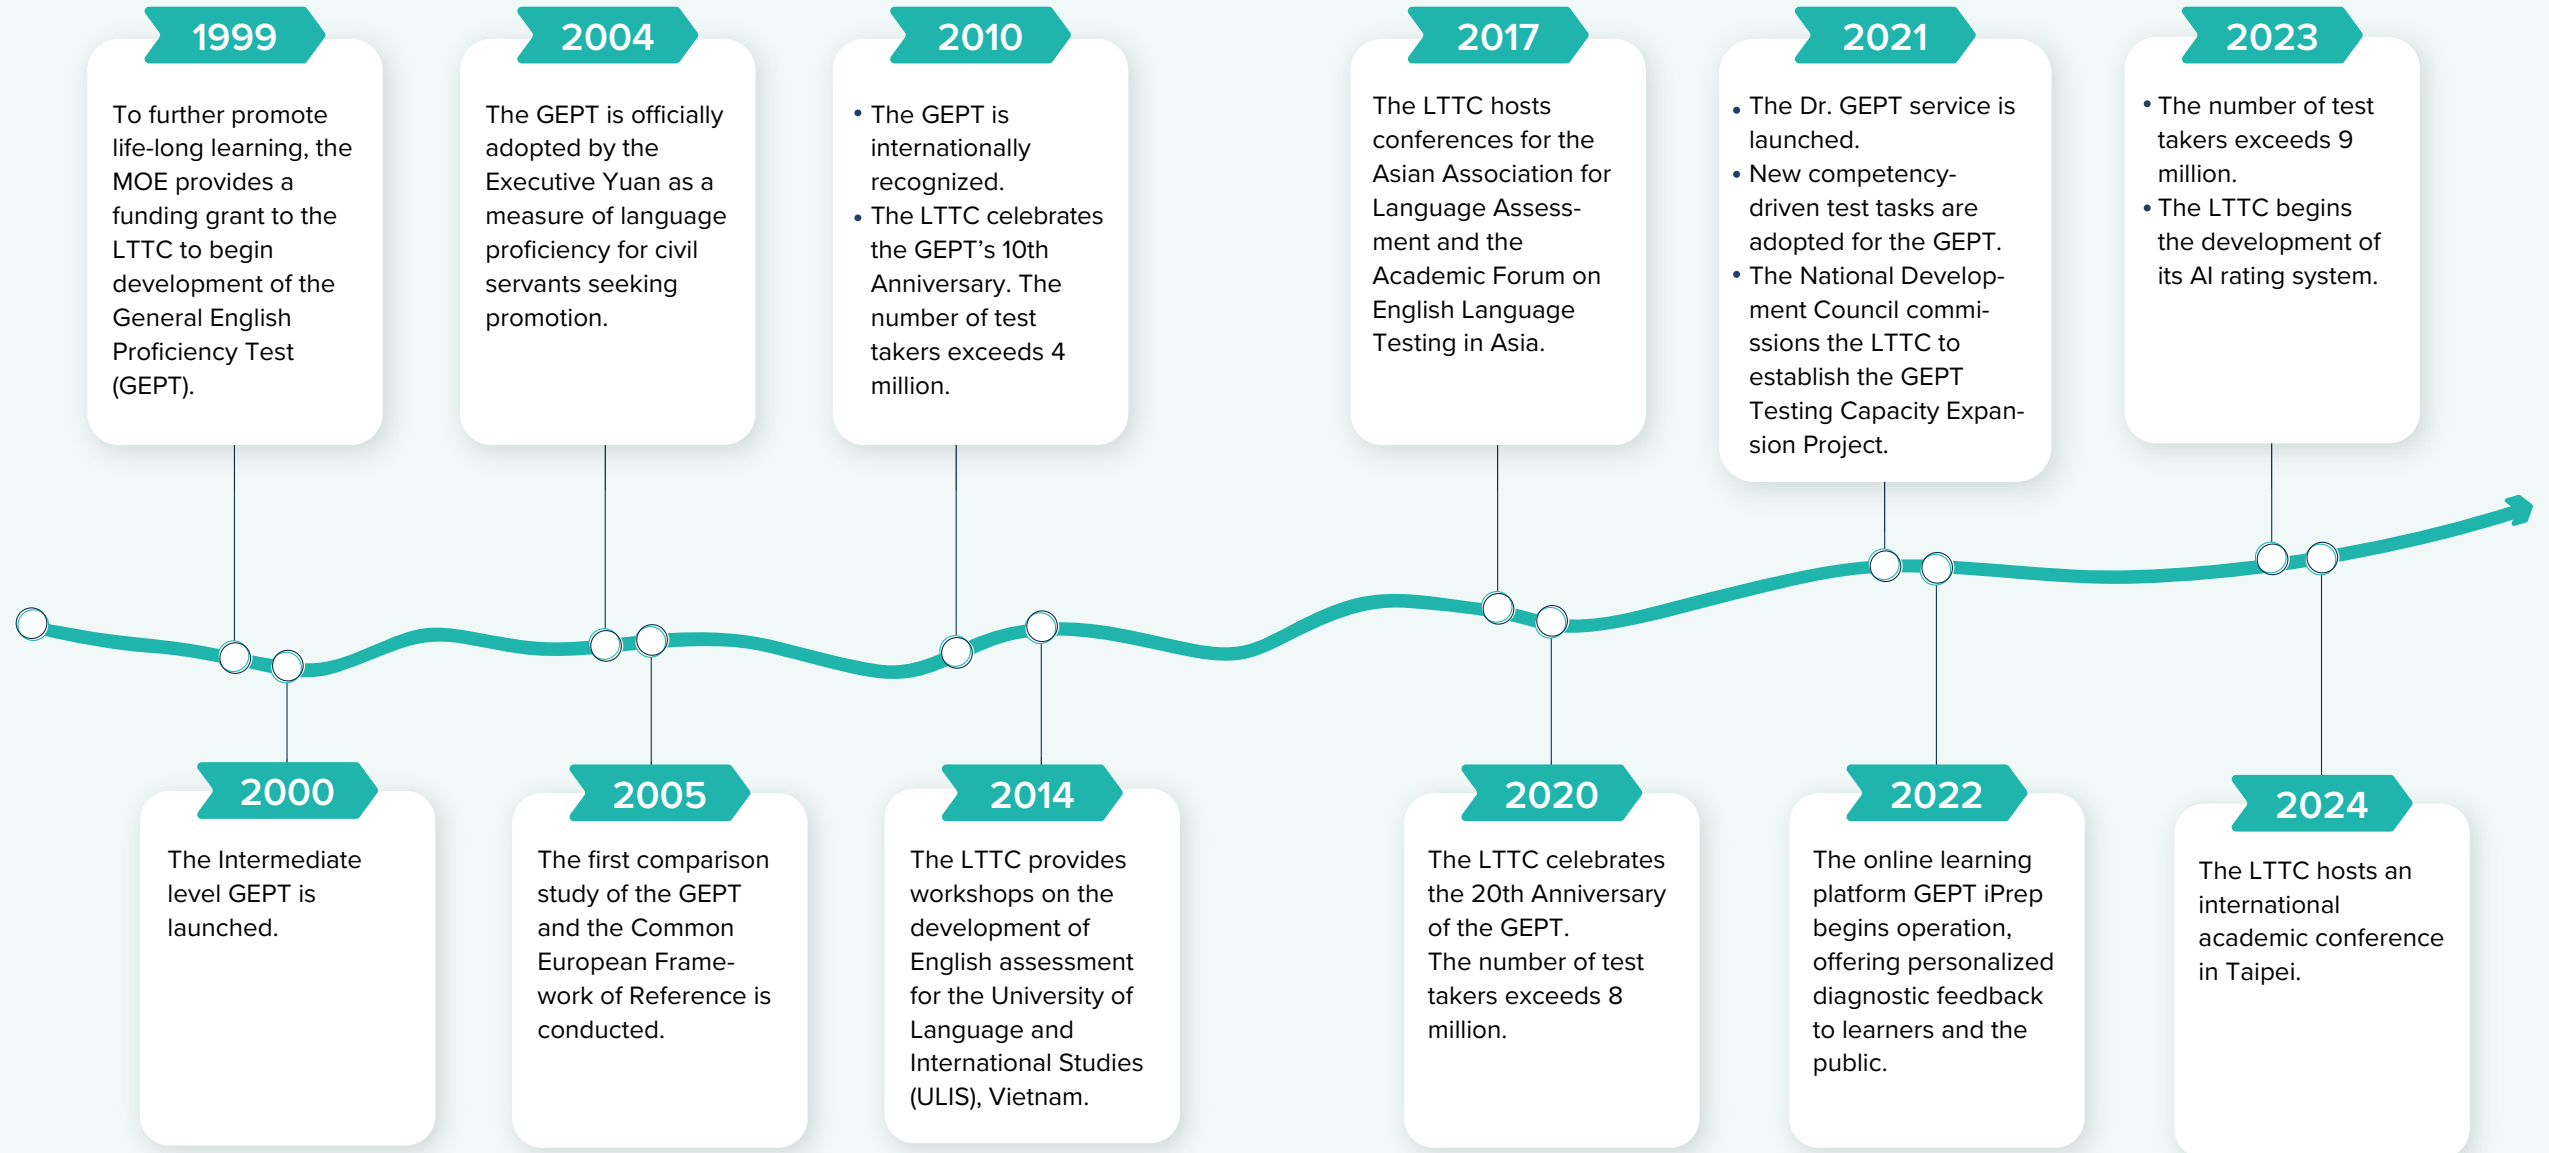 1999
To further promote
life-long learning, the
MOE provides a
funding grant to the
LTTC to begin
development of the
General English
Proficiency Test
(GEPT).
2004
The GEPT is officially
adopted by the
Executive Yuan as a
measure of language
proficiency for civil
servants seeking
promotion.
2010
• The GEPT is
internationally
recognized.
• The LTTC celebrates
the GEPT’s 10th
Anniversary. The
number of test
takers exceeds 4
million.
2017
The LTTC hosts
conferences for the
Asian Association for
Language Assess-
ment and the
Academic Forum on
English Language
Testing in Asia.
2021
• The Dr. GEPT service is
launched.
• New competency-
driven test tasks are
adopted for the GEPT.
• The National Develop-
ment Council commi-
ssions the LTTC to
establish the GEPT
Testing Capacity Expan-
sion Project.
2023
• The number of test
takers exceeds 9
million.
• The LTTC begins
the development of
its AI rating system.
2000
The Intermediate
level GEPT is
launched.
2005
The first comparison
study of the GEPT
and the Common
European Frame-
work of Reference is
conducted.
2014
The LTTC provides
workshops on the
development of
English assessment
for the University of
Language and
International Studies
(ULIS), Vietnam.
2020
The LTTC celebrates
the 20th Anniversary
of the GEPT.
The number of test
takers exceeds 8
million.
2022
The online learning
platform GEPT iPrep
begins operation,
offering personalized
diagnostic feedback
to learners and the
public.
2024
The LTTC hosts an
international
academic conference
in Taipei.